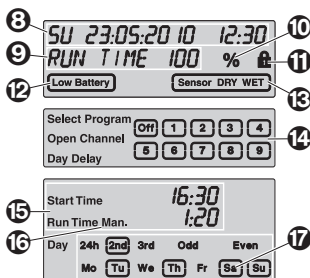 8 SU 23:05:20 10 12:30 10
9 RUN TIME 100 % 11
12 Low Battery Sensor DRY WET 13
Select Program Off 1 2 3 4
Open Channel 14
Day Delay 5 6 7 8 9
Start Time 16:30
15 Run Time Man. 1:20
16
Day 24h 2nd 3rd Odd Even 17
Mo Tu We Th Fr Sa Su